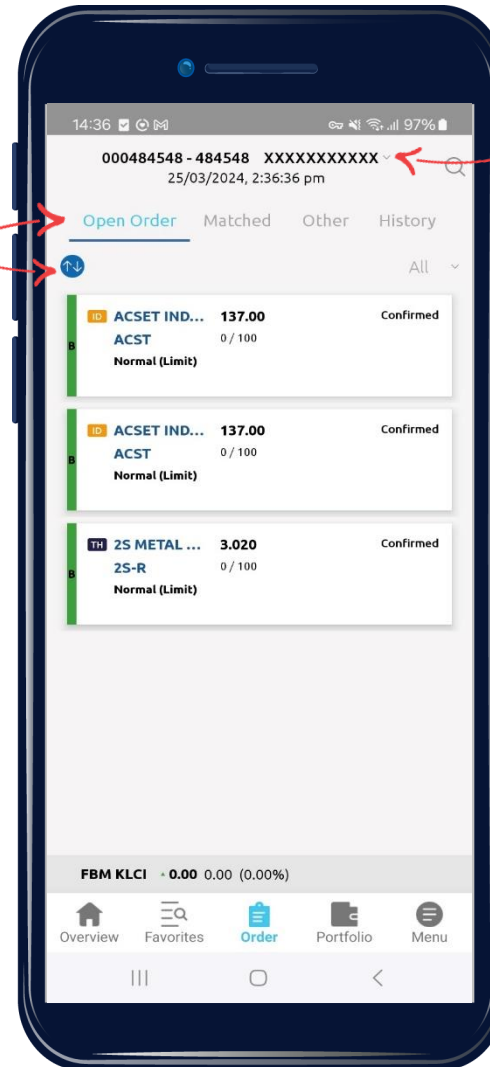 14:36 97%
000484548 - 484548 XXXXXXXXXXX
25/03/2024, 2:36:36 pm
Open Order Matched Other History
All
ID ACSET IND... 137.00 Confirmed
B ACST 0 / 100
Normal (Limit)
ID ACSET IND... 137.00 Confirmed
B ACST 0 / 100
Normal (Limit)
TH 2S METAL ... 3.020 Confirmed
B 2S-R 0 / 100
Normal (Limit)
FBM KLCI 0.00 0.00 (0.00%)
Overview Favorites Order Portfolio Menu